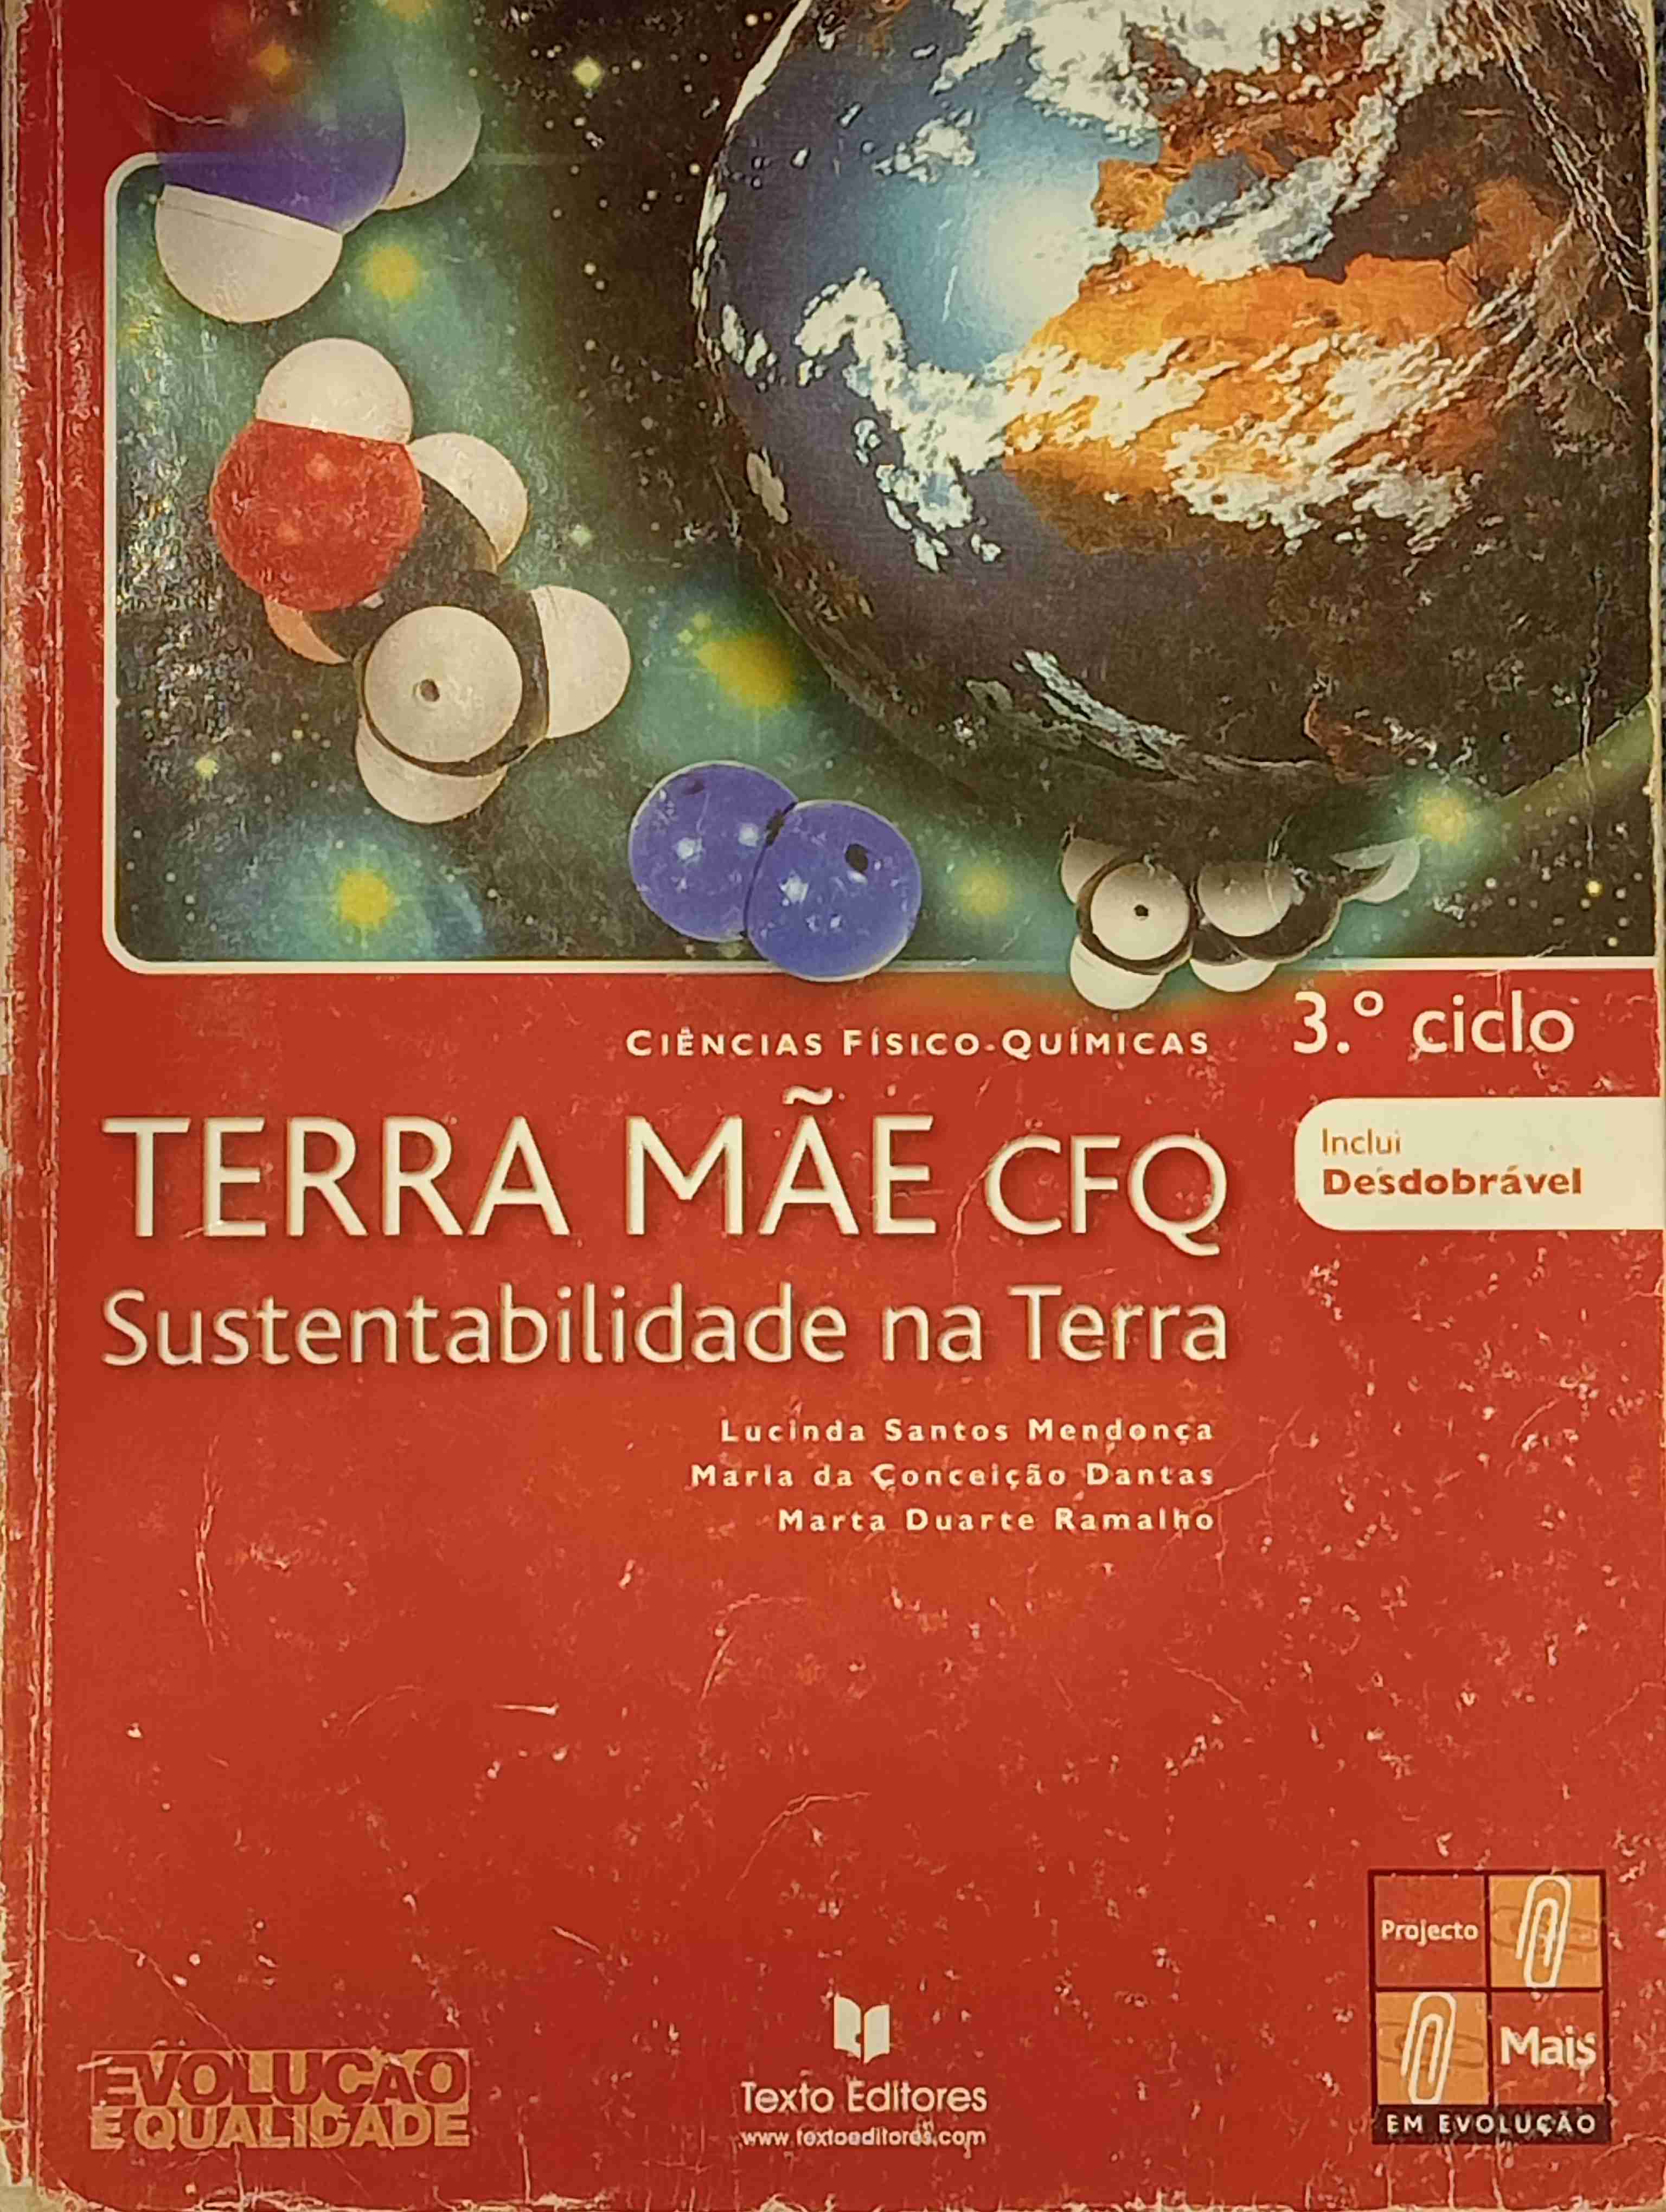 CIÊNCIAS FÍSICO-QUÍMICAS
3.º ciclo
TERRA MÃE CFQ
Inclui
Desdobrável
Sustentabilidade na Terra
Lucinda Santos Mendonça
Maria da Conceição Dantas
Marta Duarte Ramalho
Projecto
Mais
EM EVOLUÇÃO
EVOLUÇÃO
E QUALIDADE
Texto Editores
www.textoeditores.com